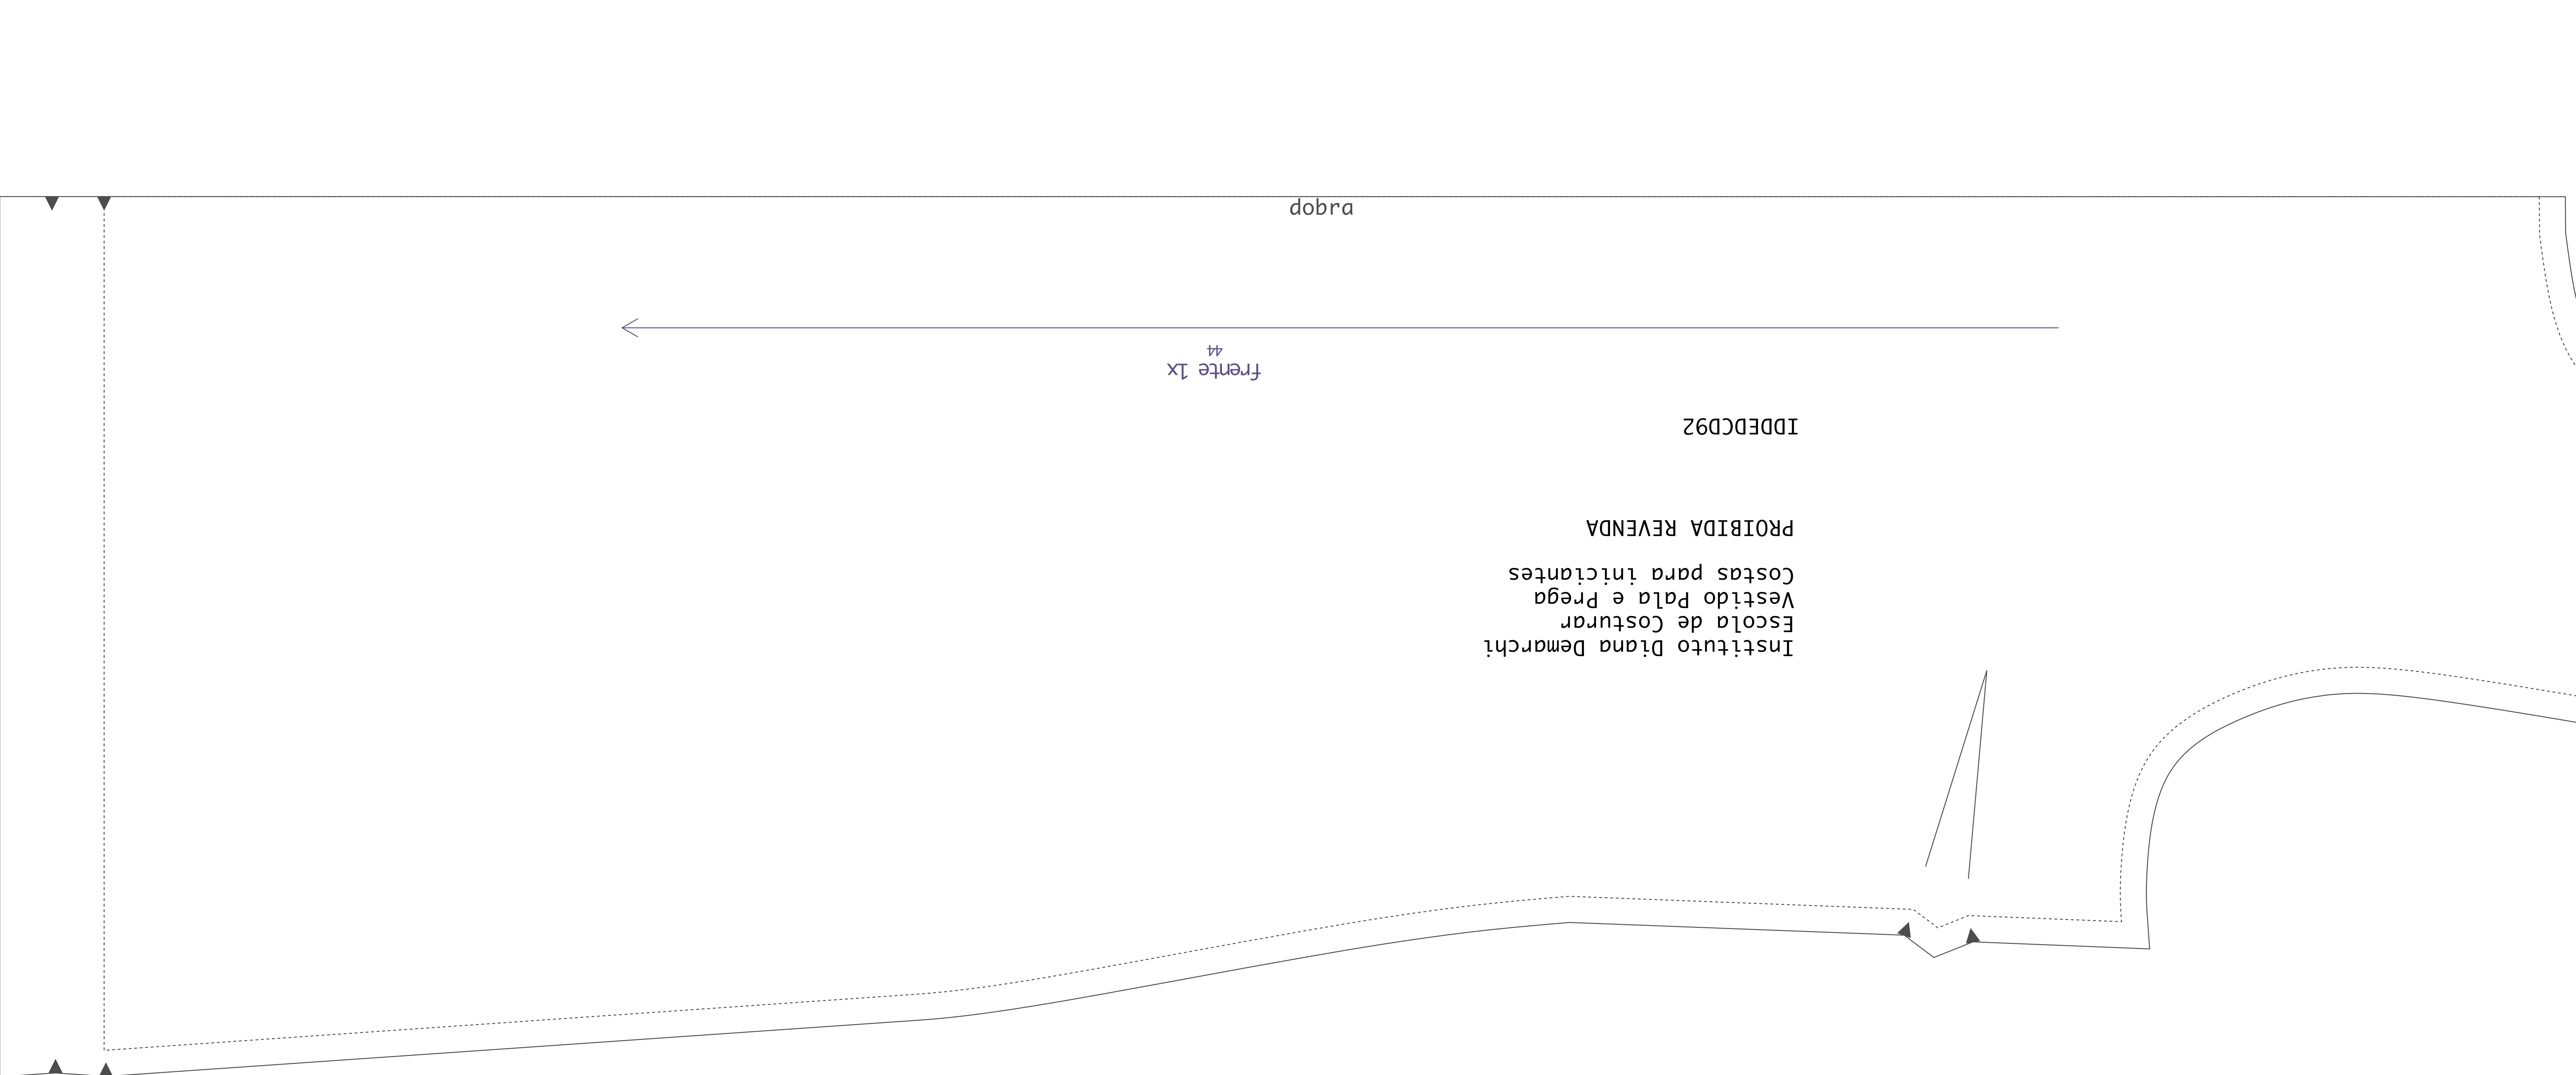 dobra
Instituto Diana Demarchi
Escola de Costurar
Vestido Pala e Prega
Costas para iniciantes
PROIBIDA REVENDA
IDDEDCD92
frente 1x
44